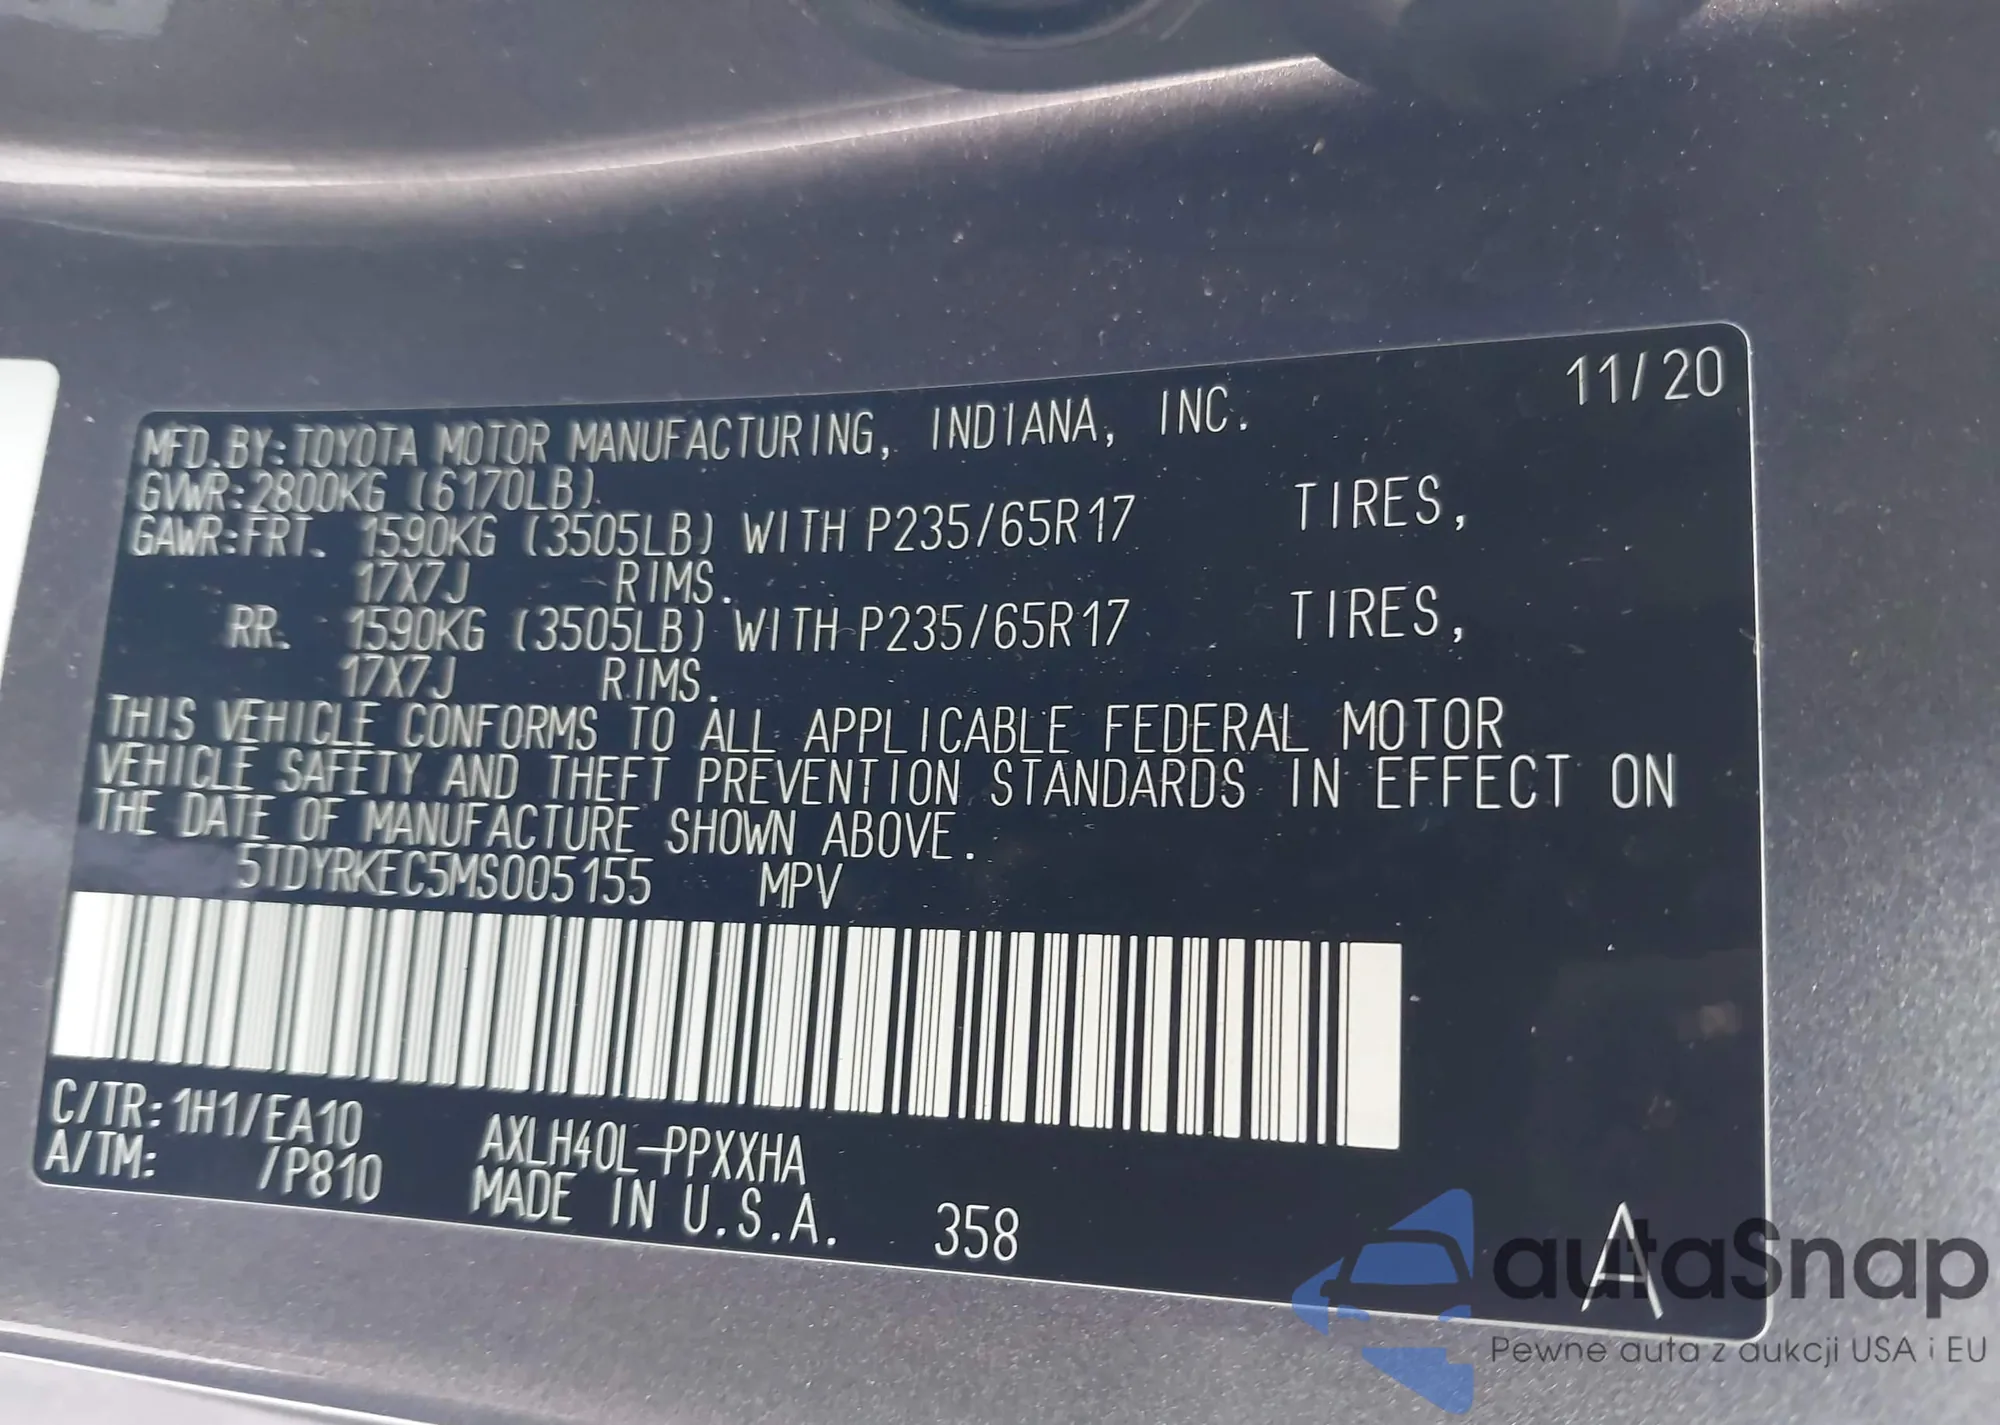 11/20
MFD.BY:TOYOTA MOTOR MANUFACTURING, INDIANA, INC.
GVWR:2800KG (6170LB)
GAWR:FRT. 1590KG (3505LB) WITH P235/65R17 TIRES,
17X7J RIMS.
RR. 1590KG (3505LB) WITH P235/65R17 TIRES,
17X7J RIMS.
THIS VEHICLE CONFORMS TO ALL APPLICABLE FEDERAL MOTOR
VEHICLE SAFETY AND THEFT PREVENTION STANDARDS IN EFFECT ON
THE DATE OF MANUFACTURE SHOWN ABOVE.
5TDYRKEC5MS005155 MPV
C/TR:1H1/EA10 AXLH40L-PPXXHA
A/TM: /P810 MADE IN U.S.A. 358 A
autaSnap
Pewne auta z aukcji USA i EU